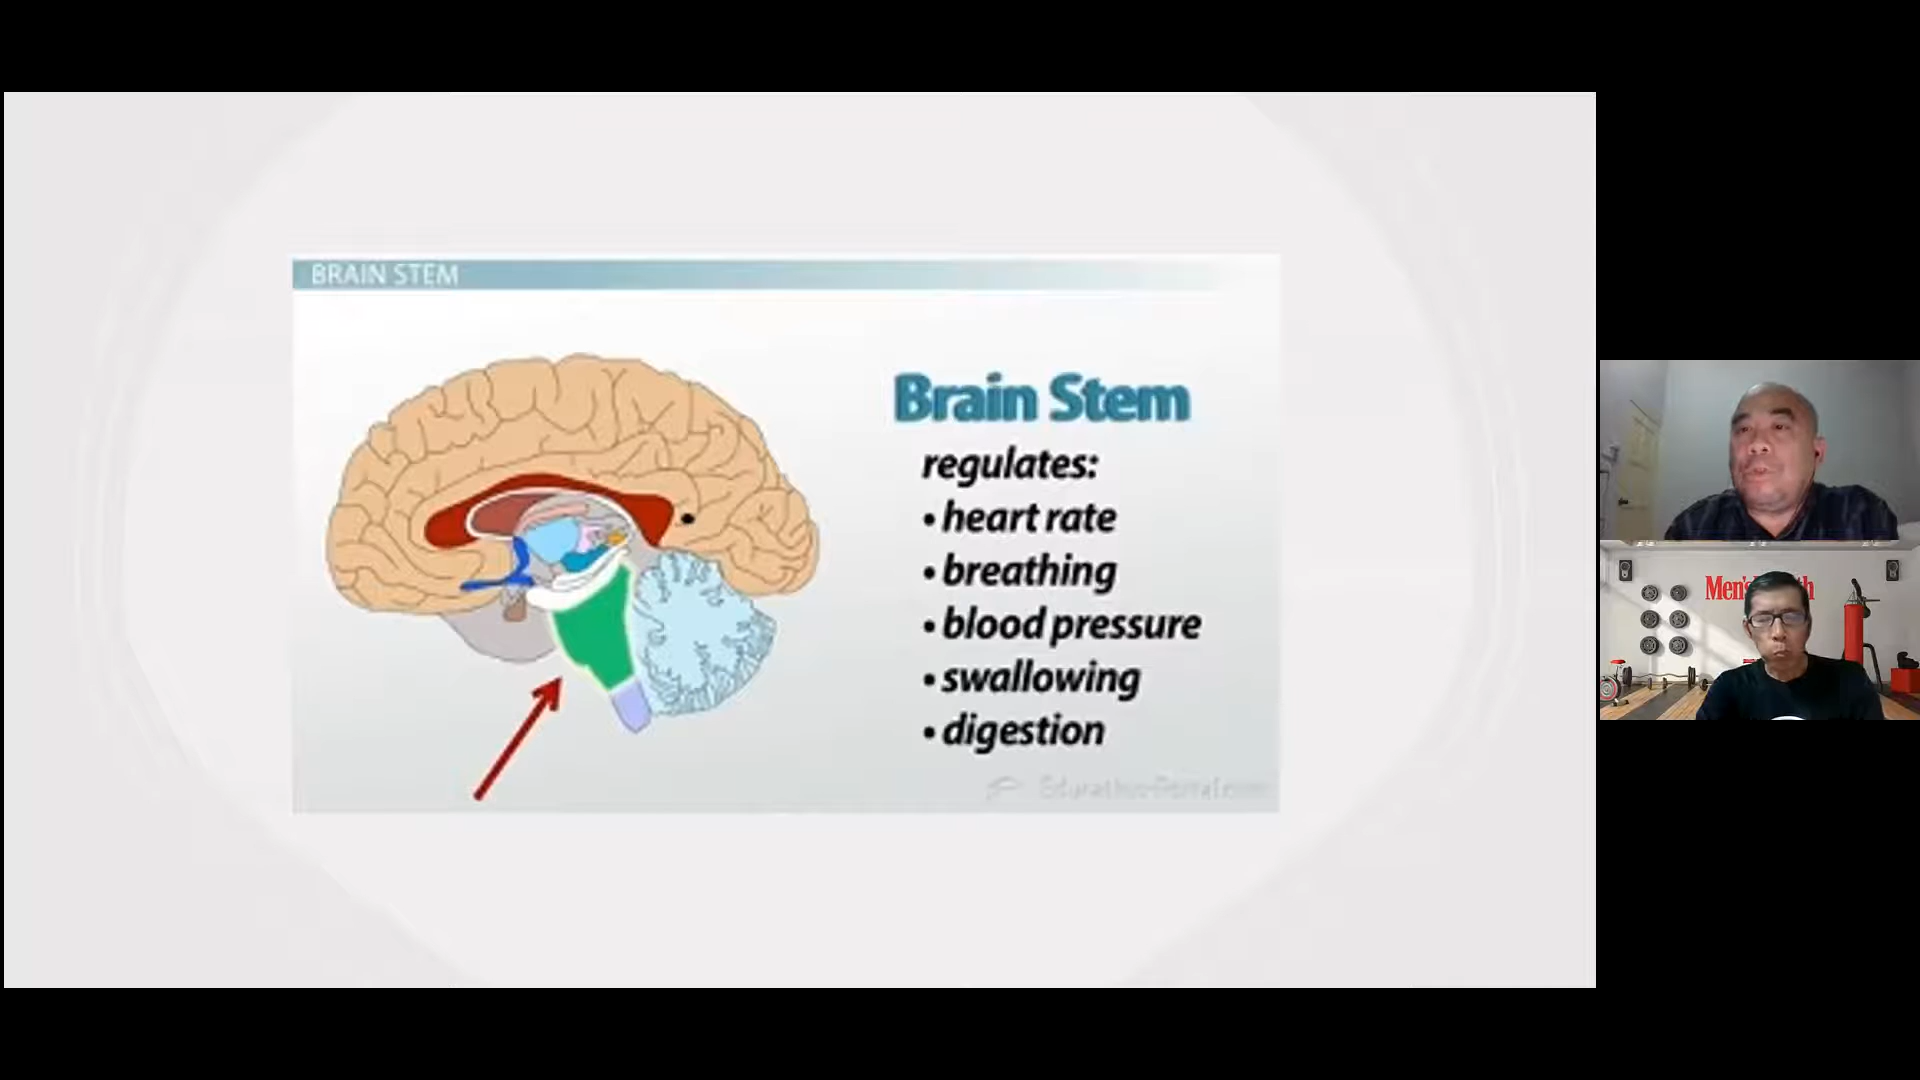 BRAIN STEM
Brain Stem
regulates:
• heart rate
• breathing
• blood pressure
• swallowing
• digestion